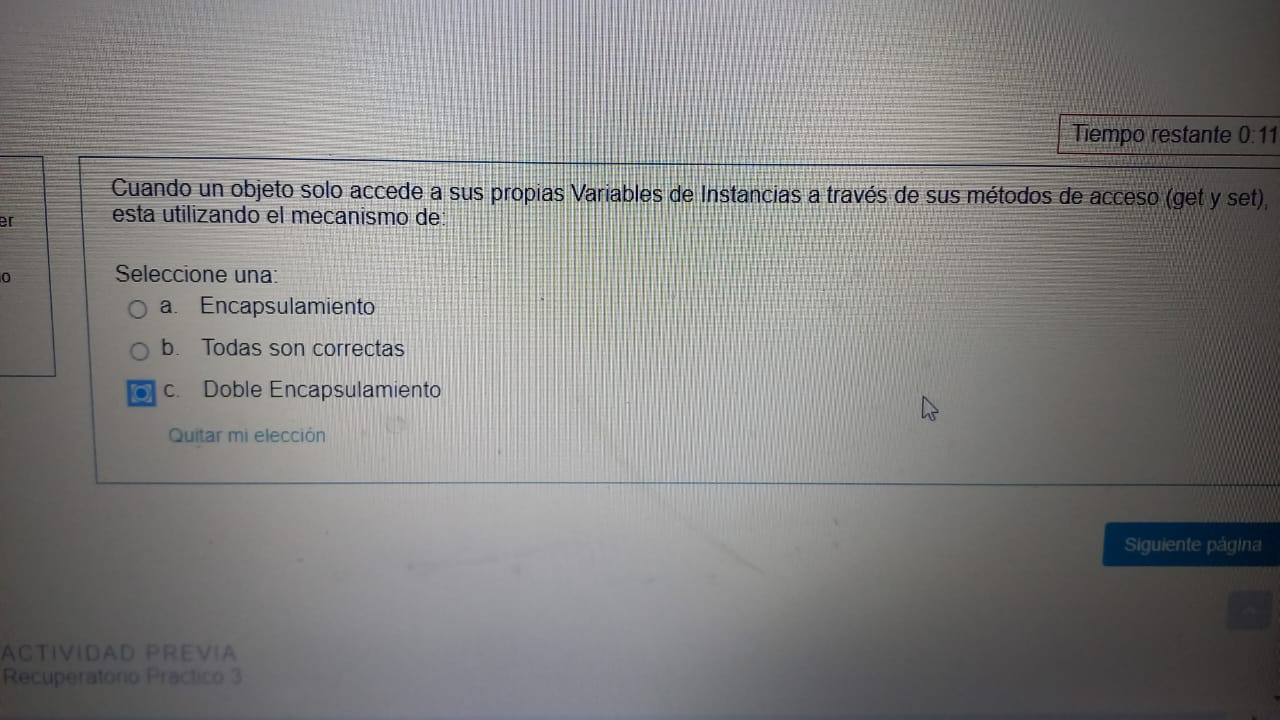 Tiempo restante 0:11
Cuando un objeto solo accede a sus propias Variables de Instancias a través de sus métodos de acceso (get y set),
esta utilizando el mecanismo de:
er
Seleccione una:
o
a. Encapsulamiento
b. Todas son correctas
c. Doble Encapsulamiento
Quitar mi elección
Siguiente página
ACTIVIDAD PREVIA
Recuperatorio Practico 3